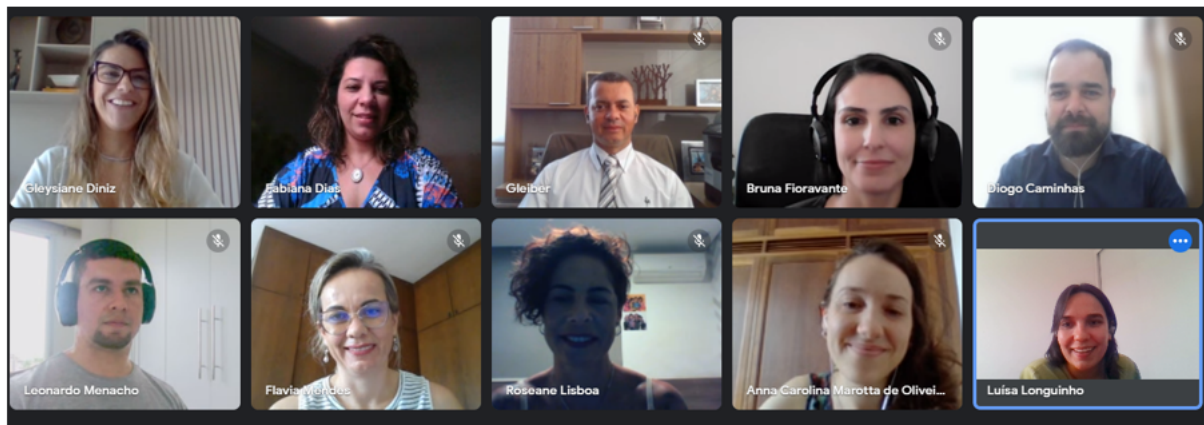 Gleysiane Diniz
Fabiana Dias
Gleiber
Bruna Fioravante
Diogo Caminhas
Leonardo Menacho
Flavia Mendes
Roseane Lisboa
Anna Carolina Marotta de Olivei...
Luísa Longuinho